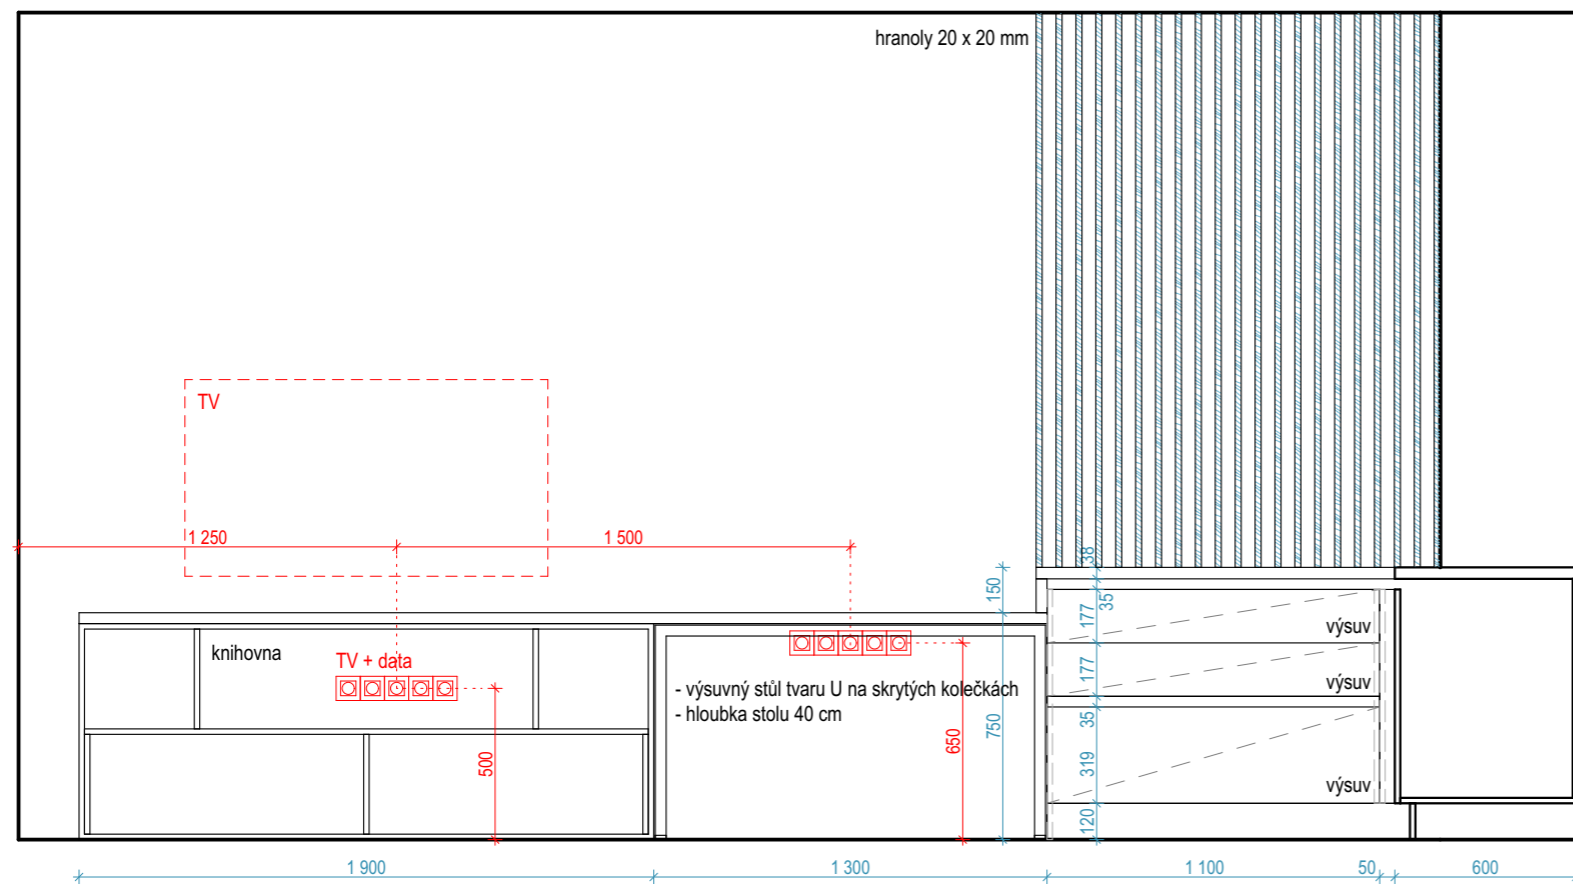 hranoly 20 x 20 mm
TV
1 250
1 500
38
150
35
177
výsuv
knihovna
TV + data
177
výsuv
- výsuvný stůl tvaru U na skrytých kolečkách
- hloubka stolu 40 cm
500
650
750
35
319
výsuv
120
1 900
1 300
1 100
50
600